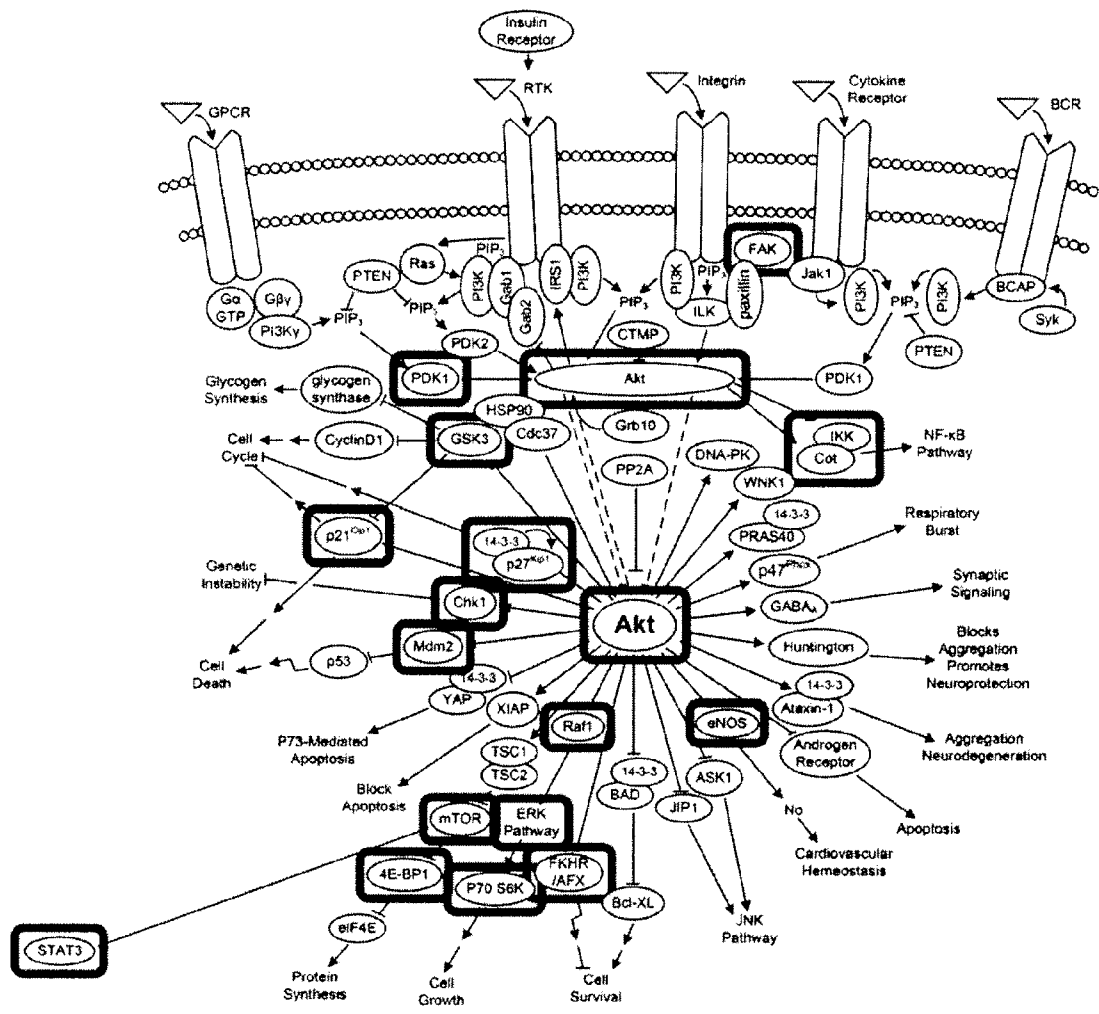 Insulin
Receptor
RTK
Integrin
Cytokine
Receptor
GPCR
BCR
FAK
PIP3
Ras
PTEN
PI3K
Gab1
IRS1
PI3K
PI3K
PIP3
paxillin
Jak1
PI3K
PIP3
PI3K
BCAP
Gα
GTP
Gβγ
PI3Kγ
PIP3
PIP3
Gab2
PIP3
ILK
Syk
CTMP
PTEN
PDK2
PDK1
Akt
PDK1
Glycogen
Synthesis
glycogen
synthase
HSP90
Grb10
IKK
Cot
NF-κB
Pathway
Cell
Cycle
CyclinD1
GSK3
Cdc37
PP2A
DNA-PK
WNK1
14-3-3
PRAS40
Respiratory
Burst
p21Cip1
14-3-3
p27Kip1
p47Phox
Genetic
Instability
Chk1
Akt
GABAA
Synaptic
Signaling
Mdm2
Huntington
Blocks
Aggregation
Promotes
Neuroprotection
Cell
Death
p53
14-3-3
YAP
XIAP
14-3-3
Ataxin-1
Raf1
eNOS
P73-Mediated
Apoptosis
TSC1
TSC2
Androgen
Receptor
Aggregation
Neurodegeneration
Block
Apoptosis
14-3-3
BAD
ASK1
JIP1
mTOR
ERK
Pathway
No
Apoptosis
Cardiovascular
Hemeostasis
4E-BP1
P70 S6K
FKHR
/AFX
Bcl-XL
eIF4E
JNK
Pathway
STAT3
Protein
Synthesis
Cell
Growth
Cell
Survival